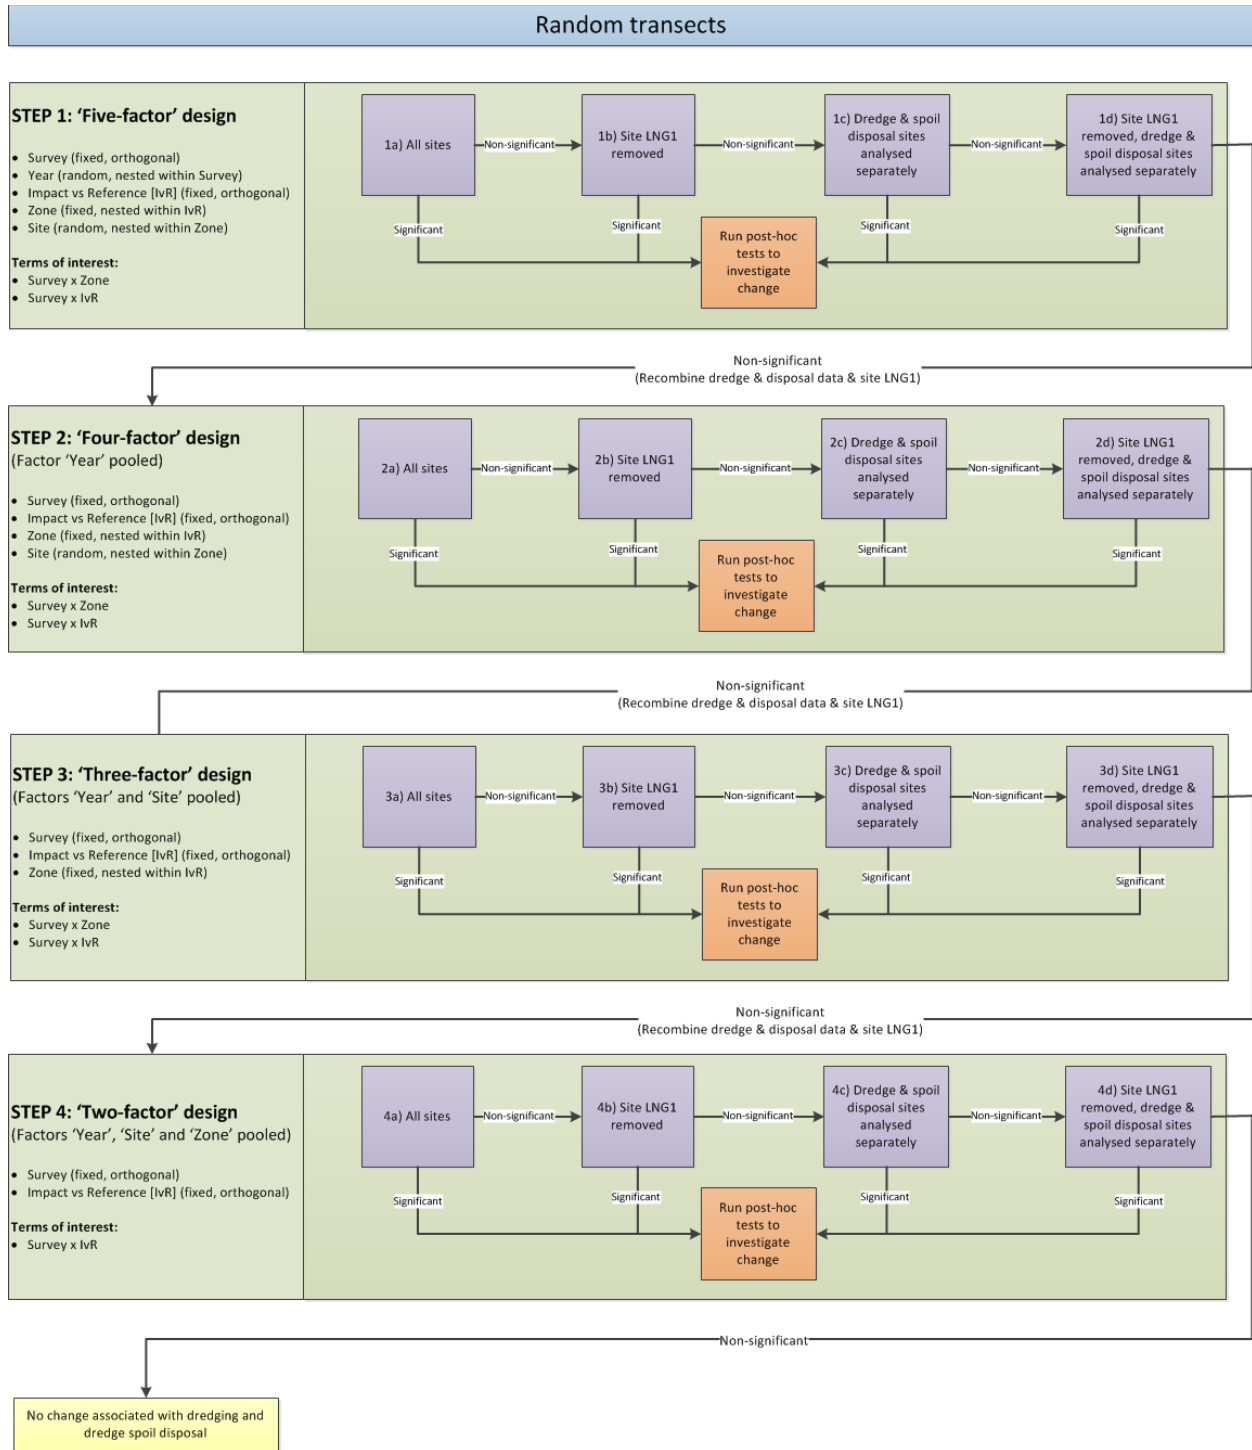 Random transects
STEP 1: ‘Five-factor’ design
• Survey (fixed, orthogonal)
• Year (random, nested within Survey)
• Impact vs Reference [IvR] (fixed, orthogonal)
• Zone (fixed, nested within IvR)
• Site (random, nested within Zone)
Terms of interest:
• Survey x Zone
• Survey x IvR
1a) All sites
Non-significant
1b) Site LNG1
removed
Non-significant
1c) Dredge & spoil
disposal sites
analysed
separately
Non-significant
1d) Site LNG1
removed, dredge &
spoil disposal sites
analysed separately
Significant
Significant
Significant
Significant
Run post-hoc
tests to
investigate
change
Non-significant
(Recombine dredge & disposal data & site LNG1)
STEP 2: ‘Four-factor’ design
(Factor ‘Year’ pooled)
• Survey (fixed, orthogonal)
• Impact vs Reference [IvR] (fixed, orthogonal)
• Zone (fixed, nested within IvR)
• Site (random, nested within Zone)
Terms of interest:
• Survey x Zone
• Survey x IvR
2a) All sites
Non-significant
2b) Site LNG1
removed
Non-significant
2c) Dredge & spoil
disposal sites
analysed
separately
Non-significant
2d) Site LNG1
removed, dredge &
spoil disposal sites
analysed separately
Significant
Significant
Significant
Significant
Run post-hoc
tests to
investigate
change
Non-significant
(Recombine dredge & disposal data & site LNG1)
STEP 3: ‘Three-factor’ design
(Factors ‘Year’ and ‘Site’ pooled)
• Survey (fixed, orthogonal)
• Impact vs Reference [IvR] (fixed, orthogonal)
• Zone (fixed, nested within IvR)
Terms of interest:
• Survey x Zone
• Survey x IvR
3a) All sites
Non-significant
3b) Site LNG1
removed
Non-significant
3c) Dredge & spoil
disposal sites
analysed
separately
Non-significant
3d) Site LNG1
removed, dredge &
spoil disposal sites
analysed separately
Significant
Significant
Significant
Significant
Run post-hoc
tests to
investigate
change
Non-significant
(Recombine dredge & disposal data & site LNG1)
STEP 4: ‘Two-factor’ design
(Factors ‘Year’, ‘Site’ and ‘Zone’ pooled)
• Survey (fixed, orthogonal)
• Impact vs Reference [IvR] (fixed, orthogonal)
Terms of interest:
• Survey x IvR
4a) All sites
Non-significant
4b) Site LNG1
removed
Non-significant
4c) Dredge & spoil
disposal sites
analysed
separately
Non-significant
4d) Site LNG1
removed, dredge &
spoil disposal sites
analysed separately
Significant
Significant
Significant
Significant
Run post-hoc
tests to
investigate
change
Non-significant
No change associated with dredging and
dredge spoil disposal